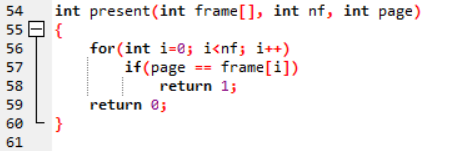 54 int present(int frame[], int nf, int page)
55 {
56 for(int i=0; i<nf; i++)
57 if(page == frame[i])
58 return 1;
59 return 0;
60 }
61